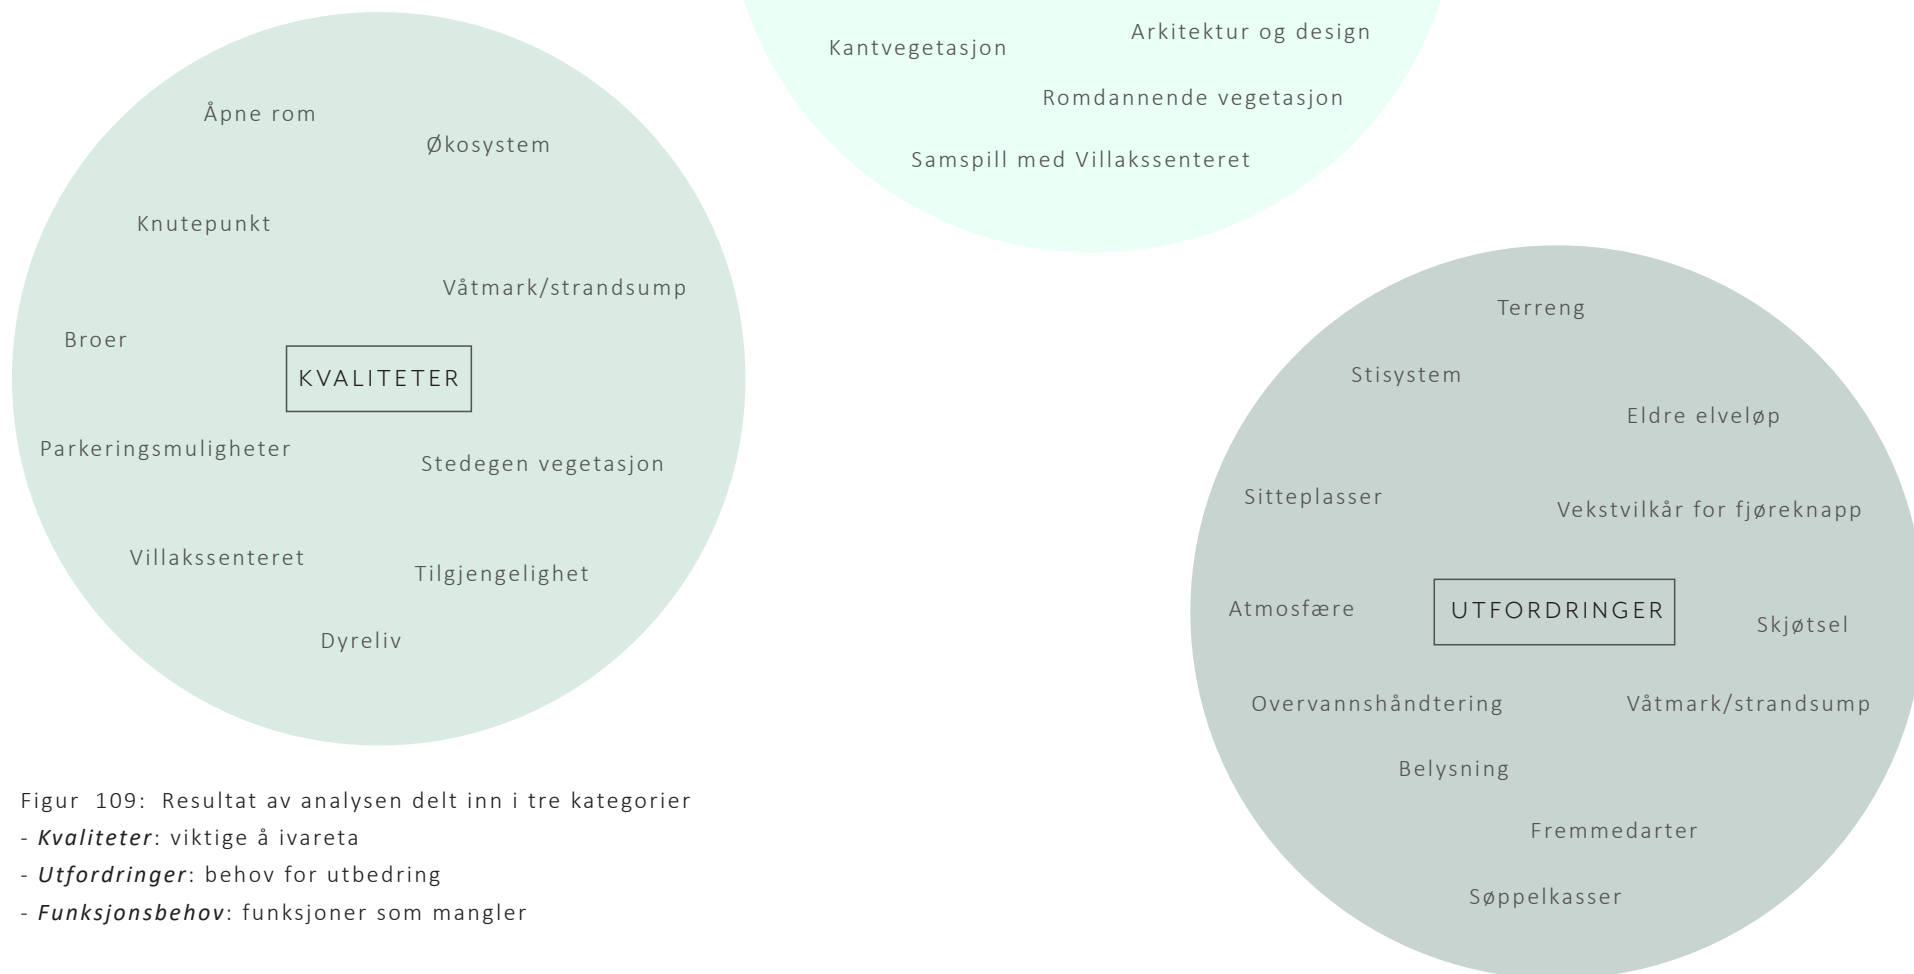 Kantvegetasjon
Arkitektur og design
Romdannende vegetasjon
Samspill med Villakssenteret
Åpne rom
Økosystem
Knutepunkt
Våtmark/strandsump
Broer
KVALITETER
Parkeringsmuligheter
Stedegen vegetasjon
Villakssenteret
Tilgjengelighet
Dyreliv
Terreng
Stisystem
Eldre elveløp
Sitteplasser
Vekstvilkår for fjøreknapp
Atmosfære
UTFORDRINGER
Skjøtsel
Overvannshåndtering
Våtmark/strandsump
Belysning
Fremmedarter
Søppelkasser
Figur 109: Resultat av analysen delt inn i tre kategorier
- Kvaliteter: viktige å ivareta
- Utfordringer: behov for utbedring
- Funksjonsbehov: funksjoner som mangler